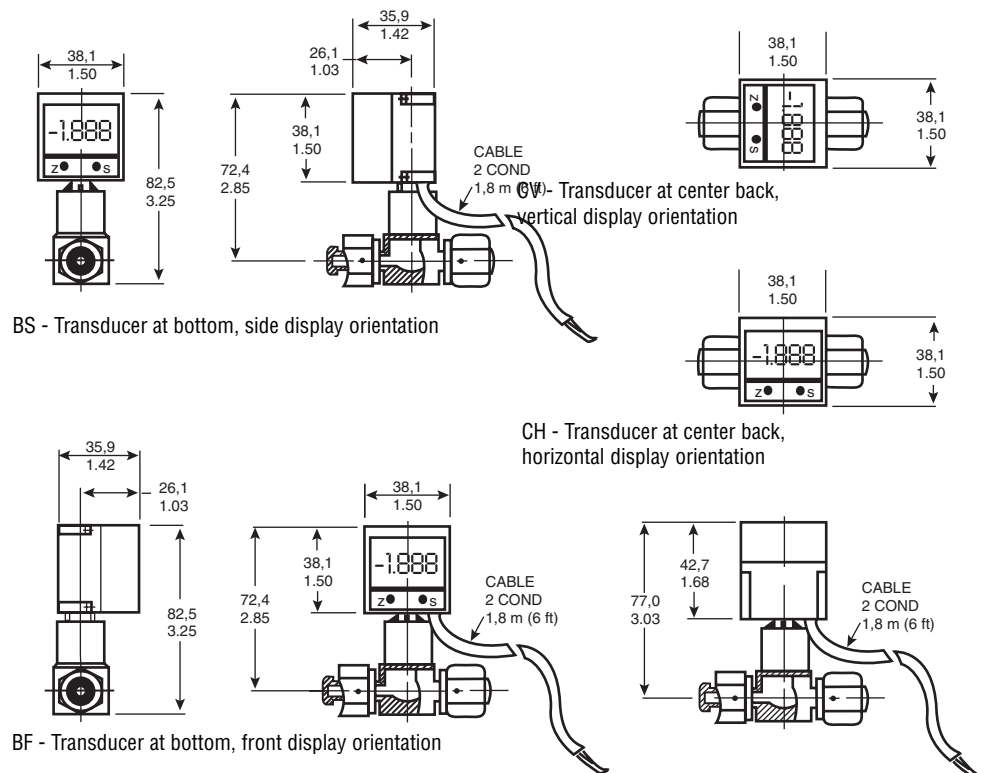 38,1
1.50
-1.888
Z S
82,5
3.25
35,9
1.42
26,1
1.03
72,4
2.85
38,1
1.50
CABLE
2 COND
1,8 m (6 ft)
BS - Transducer at bottom, side display orientation
38,1
1.50
Z
S
-1.888
38,1
1.50
CV - Transducer at center back,
vertical display orientation
38,1
1.50
-1.888
Z S
38,1
1.50
CH - Transducer at center back,
horizontal display orientation
35,9
1.42
26,1
1.03
82,5
3.25
38,1
1.50
72,4
2.85
38,1
1.50
-1.888
Z S
CABLE
2 COND
1,8 m (6 ft)
BF - Transducer at bottom, front display orientation
77,0
3.03
42,7
1.68
CABLE
2 COND
1,8 m (6 ft)